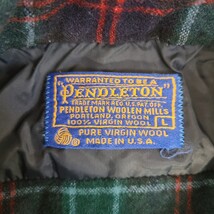 "WARRANTED TO BE A
"PENDLETON"
TRADE MARK REG. U.S. PAT. OFF.
PENDLETON WOOLEN MILLS
PORTLAND, OREGON
100% VIRGIN WOOL L
PURE VIRGIN WOOL
MADE IN U.S.A.